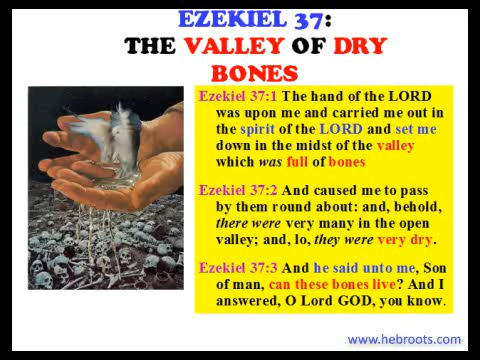 EZEKIEL 37:
THE VALLEY OF DRY
BONES
Ezekiel 37:1 The hand of the LORD
was upon me and carried me out in
the spirit of the LORD and set me
down in the midst of the valley
which was full of bones
Ezekiel 37:2 And caused me to pass
by them round about: and, behold,
there were very many in the open
valley; and, lo, they were very dry.
Ezekiel 37:3 And he said unto me, Son
of man, can these bones live? And I
answered, O Lord GOD, you know.
www.hebroots.com